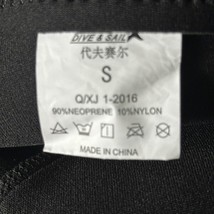 DIVE & SAIL
代夫赛尔
S
Q/XJ 1-2016
90%NEOPRENE 10%NYLON
MADE IN CHINA